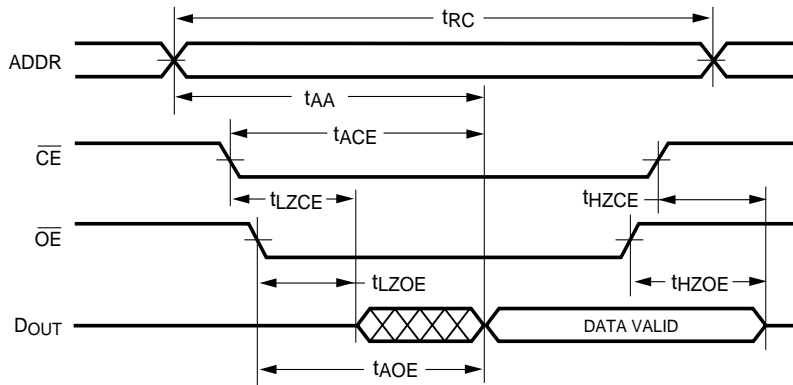 tRC
ADDR
tAA
tACE
CE
tLZCE
tHZCE
OE
tLZOE
tHZOE
DOUT
DATA VALID
tAOE